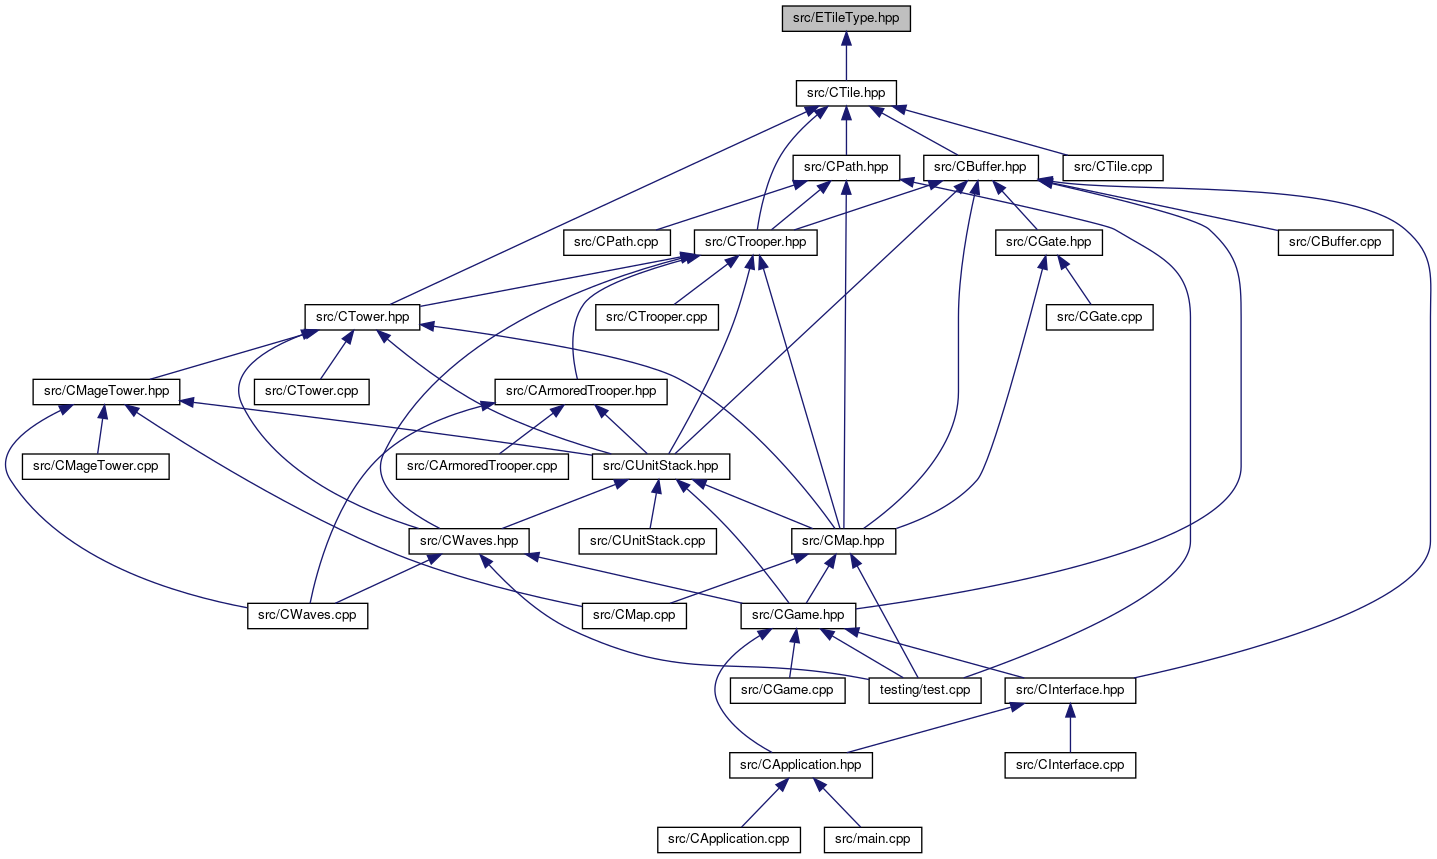 src/ETileType.hpp
src/CTile.hpp
src/CPath.hpp
src/CBuffer.hpp
src/CTile.cpp
src/CPath.cpp
src/CTrooper.hpp
src/CGate.hpp
src/CBuffer.cpp
src/CTower.hpp
src/CTrooper.cpp
src/CGate.cpp
src/CMageTower.hpp
src/CTower.cpp
src/CArmoredTrooper.hpp
src/CMageTower.cpp
src/CArmoredTrooper.cpp
src/CUnitStack.hpp
src/CWaves.hpp
src/CUnitStack.cpp
src/CMap.hpp
src/CWaves.cpp
src/CMap.cpp
src/CGame.hpp
src/CGame.cpp
testing/test.cpp
src/CInterface.hpp
src/CApplication.hpp
src/CInterface.cpp
src/CApplication.cpp
src/main.cpp